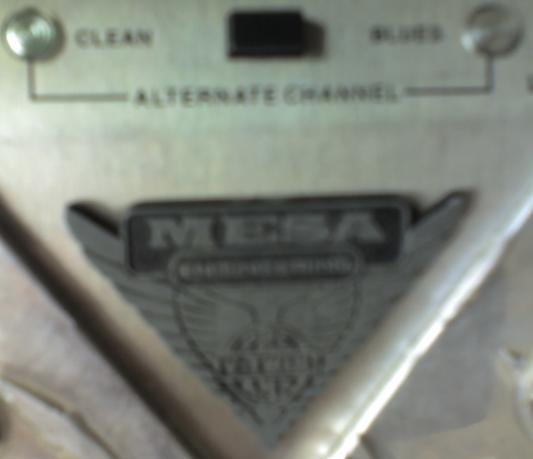 CLEAN
BLUES
ALTERNATE CHANNEL
MESA
ENGINEERING